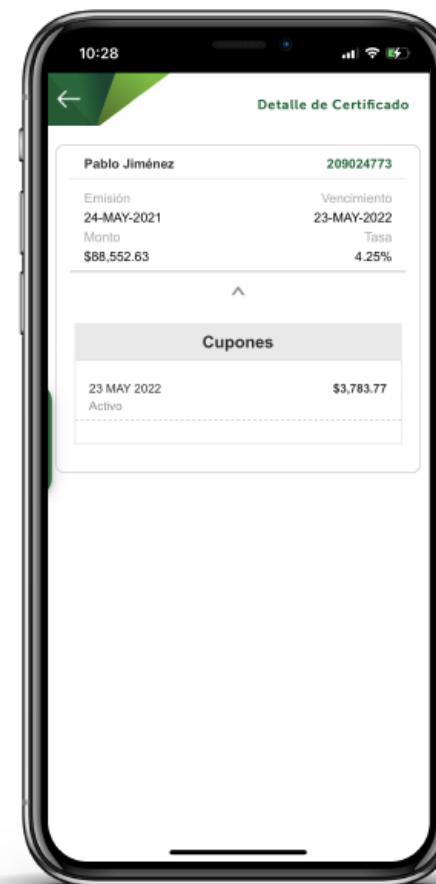 10:28
Detalle de Certificado
Pablo Jiménez 209024773
Emisión Vencimiento
24-MAY-2021 23-MAY-2022
Monto Tasa
$88,552.63 4.25%
Cupones
23 MAY 2022 $3,783.77
Activo